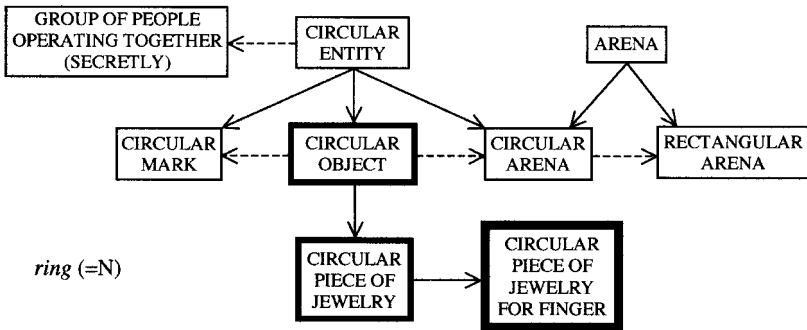 GROUP OF PEOPLE
OPERATING TOGETHER
(SECRETLY)
CIRCULAR
ENTITY
ARENA
CIRCULAR
MARK
CIRCULAR
OBJECT
CIRCULAR
ARENA
RECTANGULAR
ARENA
ring (=N)
CIRCULAR
PIECE OF
JEWELRY
CIRCULAR
PIECE OF
JEWELRY
FOR FINGER